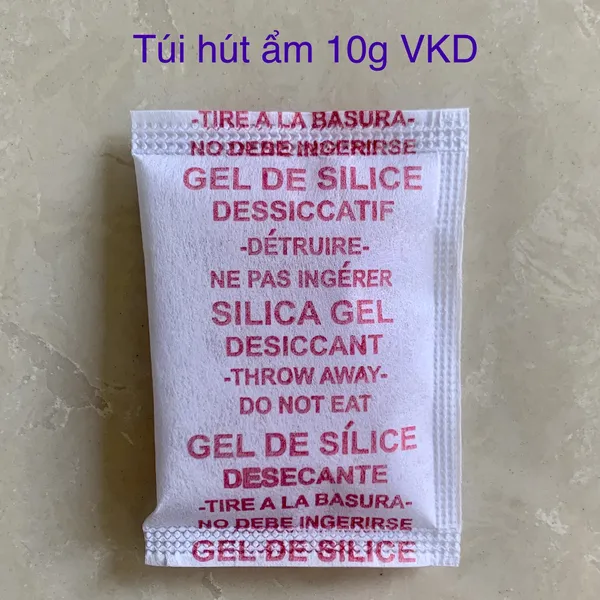 Túi hút ẩm 10g VKD
-TIRE A LA BASURA-
NO DEBE INGERIRSE
GEL DE SILICE
DESSICCATIF
-DÉTRUIRE-
NE PAS INGÉRER
SILICA GEL
DESICCANT
-THROW AWAY-
DO NOT EAT
GEL DE SÍLICE
DESECANTE
-TIRE A LA BASURA-
NO DEBE INGERIRSE
GEL DE SILICE